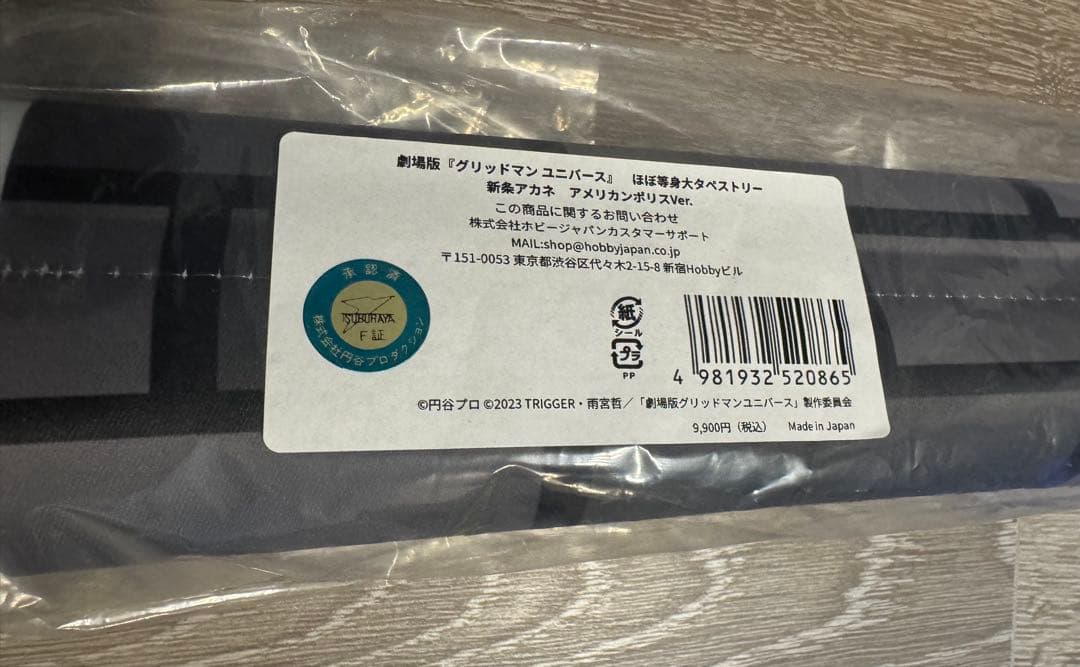 劇場版『グリッドマン ユニバース』 ほぼ等身大タペストリー
新条アカネ アメリカンポリスVer.
この商品に関するお問い合わせ
株式会社ホビージャパンカスタマーサポート
MAIL:shop@hobbyjapan.co.jp
〒151-0053 東京都渋谷区代々木2-15-8 新宿Hobbyビル
承認済
TSUBURAYA
F証
株式会社円谷プロダクション
紙
シール
プラ
PP
4 981932 520865
©円谷プロ ©2023 TRIGGER・雨宮哲／「劇場版グリッドマンユニバース」製作委員会
9,900円（税込） Made in Japan